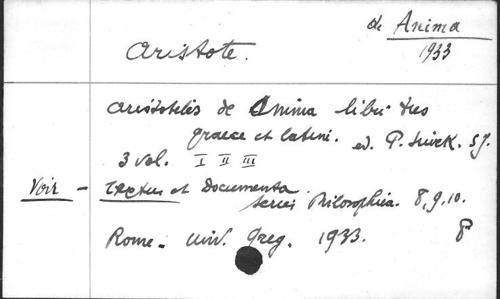 de Anima
1933
Aristote.
Aristotelis de Anima libri tres
graece et latine. ed. P. Siwek. S.J.
3 vol. I II III
Voir - Textus et Documenta
series Philosophica. 8, 9, 10.
Rome - Univ. Greg. 1933. 8